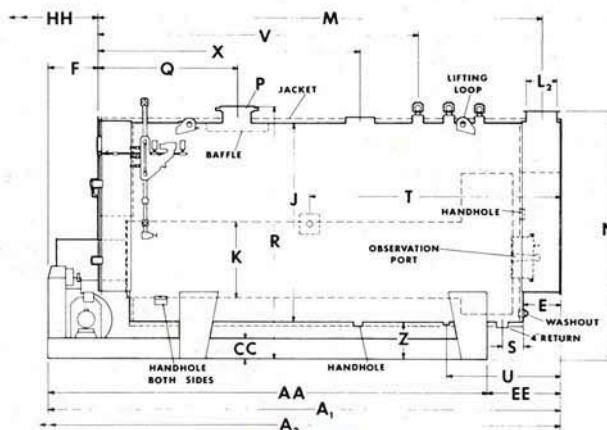 HH
M
V
X
F
Q
P
L₂
JACKET
LIFTING
LOOP
BAFFLE
J
T
HANDHOLE
K
R
OBSERVATION
PORT
E
WASHOUT
4 RETURN
S
Z
CC
HANDHOLE
BOTH SIDES
HANDHOLE
U
AA
EE
A₁